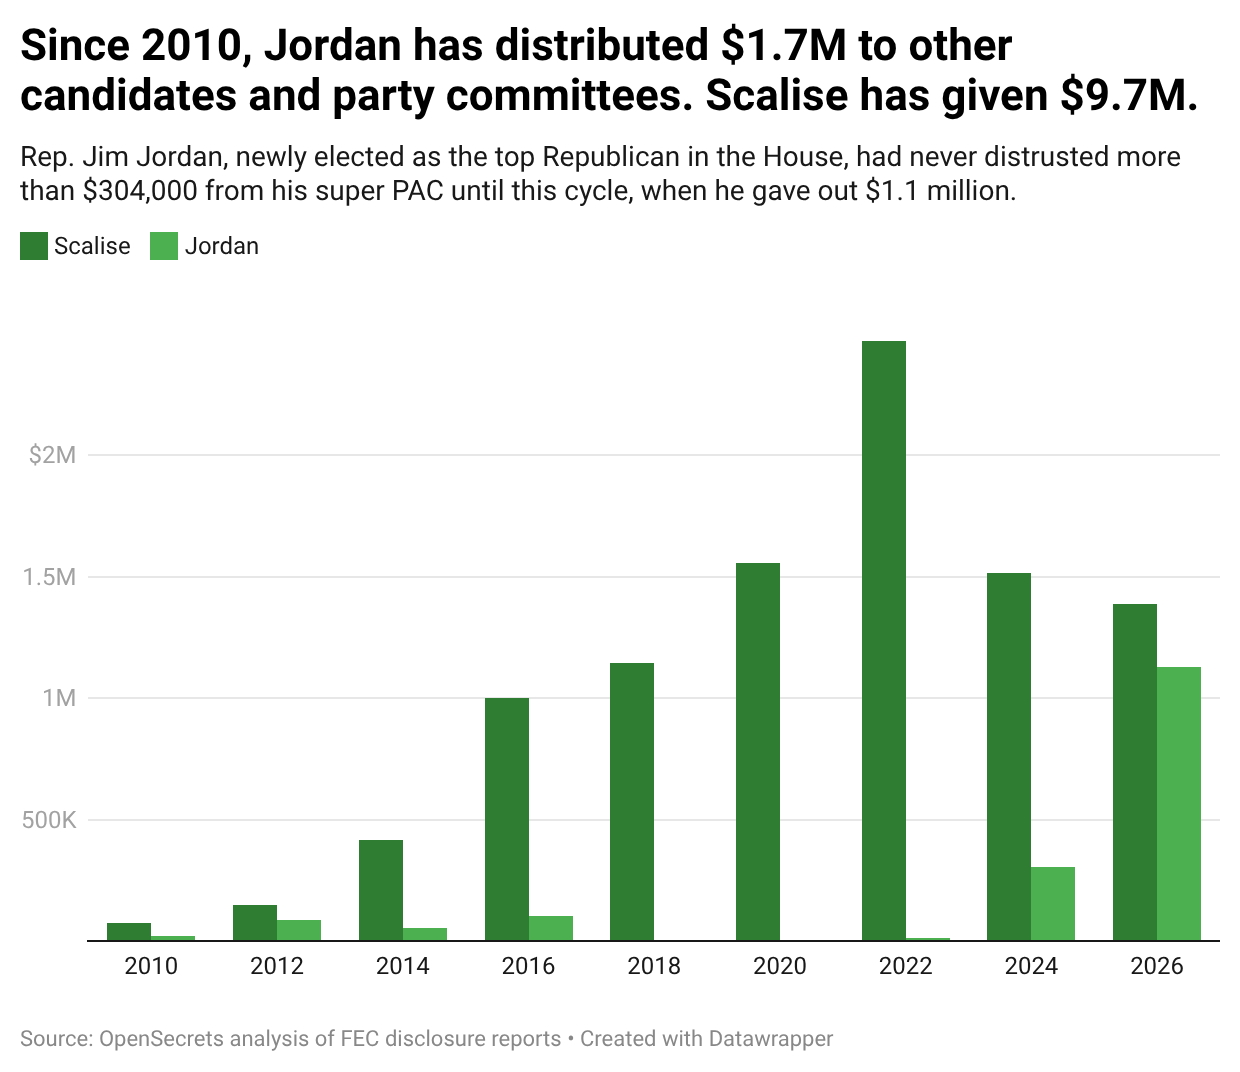 Since 2010, Jordan has distributed $1.7M to other
candidates and party committees. Scalise has given $9.7M.
Rep. Jim Jordan, newly elected as the top Republican in the House, had never distrusted more
than $304,000 from his super PAC until this cycle, when he gave out $1.1 million.
Scalise Jordan
$2M
1.5M
1M
500K
2010 2012 2014 2016 2018 2020 2022 2024 2026
Source: OpenSecrets analysis of FEC disclosure reports • Created with Datawrapper